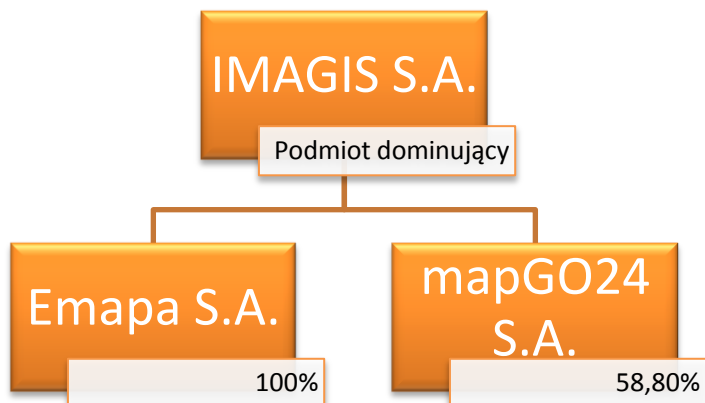 IMAGIS S.A.
Podmiot dominujący
Emapa S.A.
100%
mapGO24
S.A.
58,80%